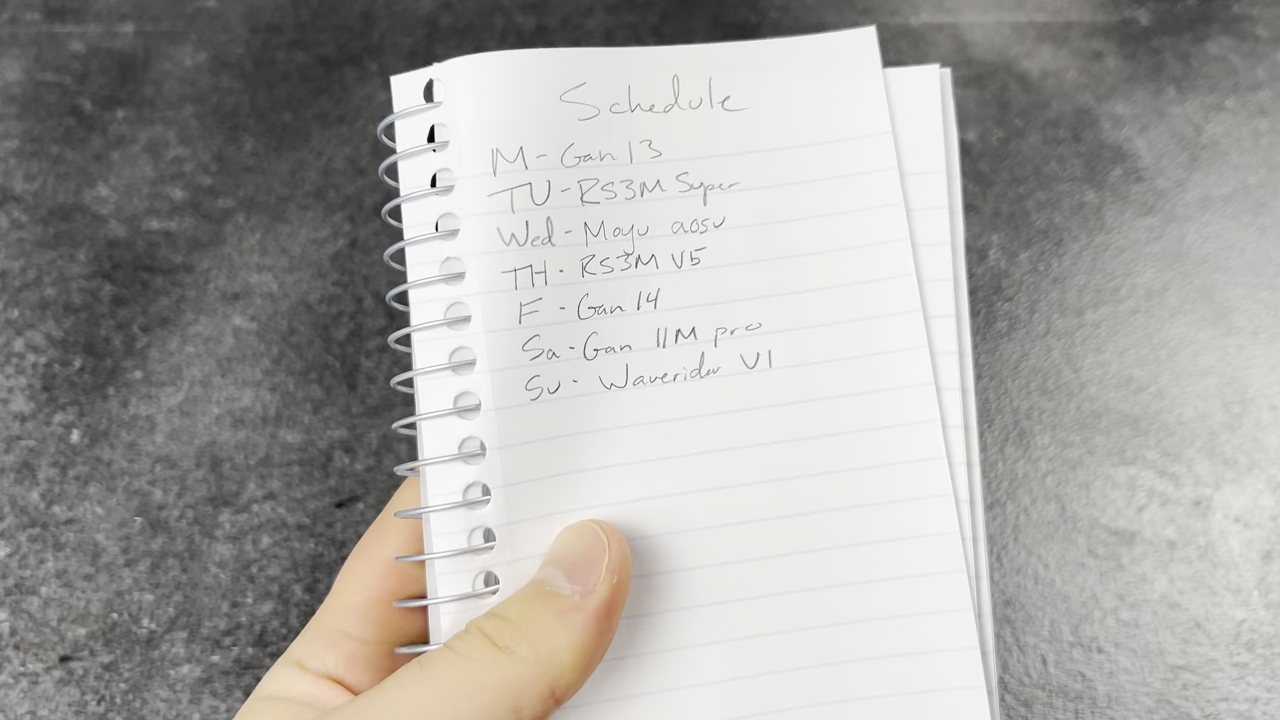 Schedule
M - Gan 13
TU - RS3M Super
Wed - Moyu aosu
TH - RS3M V5
F - Gan 14
Sa - Gan 11M pro
Su - Waverider V1